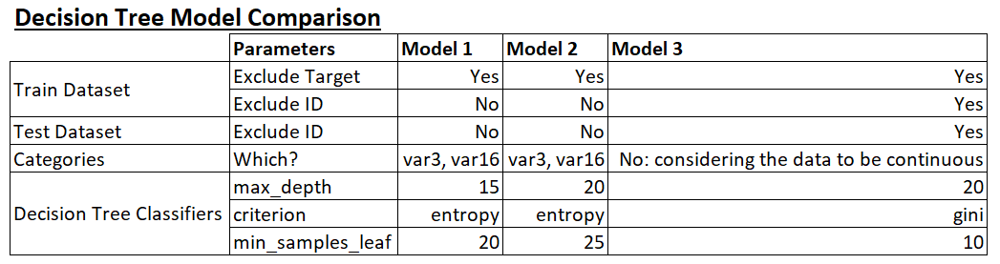 Decision Tree Model Comparison
Parameters Model 1 Model 2 Model 3
Train Dataset Exclude Target Yes Yes Yes
Exclude ID No No Yes
Test Dataset Exclude ID No No Yes
Categories Which? var3, var16 var3, var16 No: considering the data to be continuous
Decision Tree Classifiers max_depth 15 20 20
criterion entropy entropy gini
min_samples_leaf 20 25 10